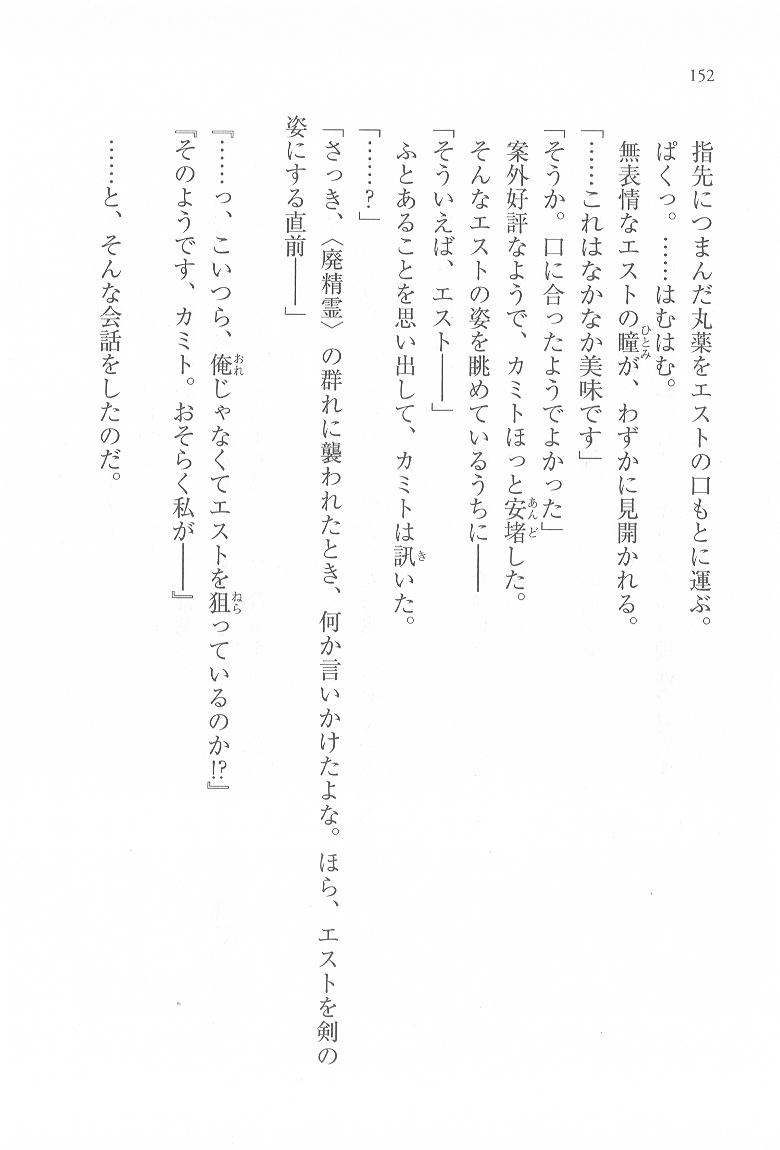 152
指先につまんだ丸薬をエストの口もとに運ぶ。
ぱくっ。……はむはむ。
無表情なエストの瞳が、わずかに見開かれる。
「……これはなかなか美味です」
「そうか。口に合ったようでよかった」
案外好評なようで、カミトほっと安堵した。
そんなエストの姿を眺めているうちに――
「そういえば、エスト――」
ふとあることを思い出して、カミトは訊いた。
「……?」
「さっき、〈廃精霊〉の群れに襲われたとき、何か言いかけたよな。ほら、エストを剣の
姿にする直前――」
『……っ、こいつら、俺じゃなくてエストを狙っているのか!?』
『そのようです、カミト。おそらく私が――』
……と、そんな会話をしたのだ。